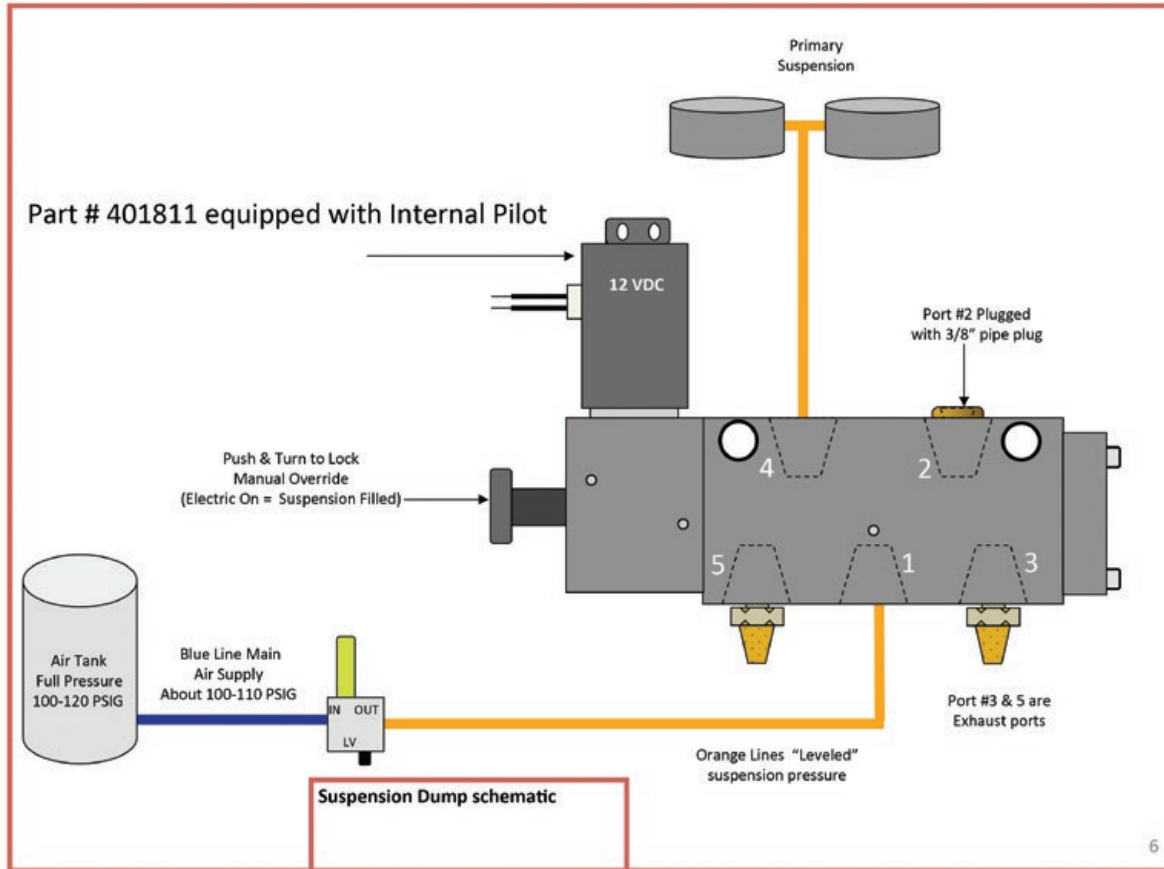 Primary
Suspension
Part # 401811 equipped with Internal Pilot
12 VDC
Port #2 Plugged
with 3/8" pipe plug
4
2
Push & Turn to Lock
Manual Override
(Electric On = Suspension Filled)
5
1
3
Air Tank
Full Pressure
100-120 PSIG
Blue Line Main
Air Supply
About 100-110 PSIG
IN OUT
LV
Port #3 & 5 are
Exhaust ports
Orange Lines "Leveled"
suspension pressure
Suspension Dump schematic
6